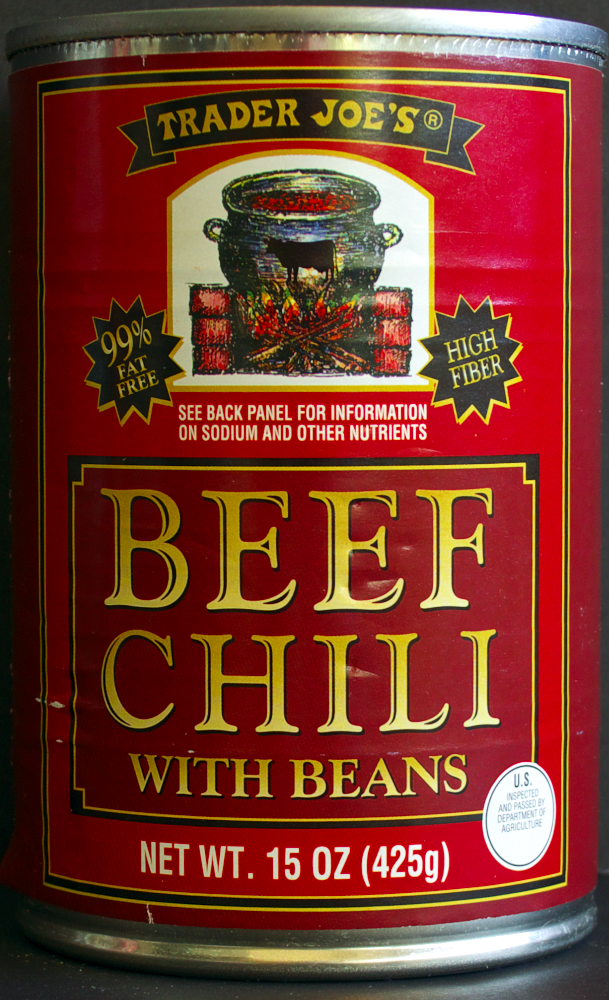 TRADER JOE'S®
99%
FAT
FREE
HIGH
FIBER
SEE BACK PANEL FOR INFORMATION
ON SODIUM AND OTHER NUTRIENTS
BEEF
CHILI
WITH BEANS
U.S.
INSPECTED
AND PASSED BY
DEPARTMENT OF
AGRICULTURE
NET WT. 15 OZ (425g)